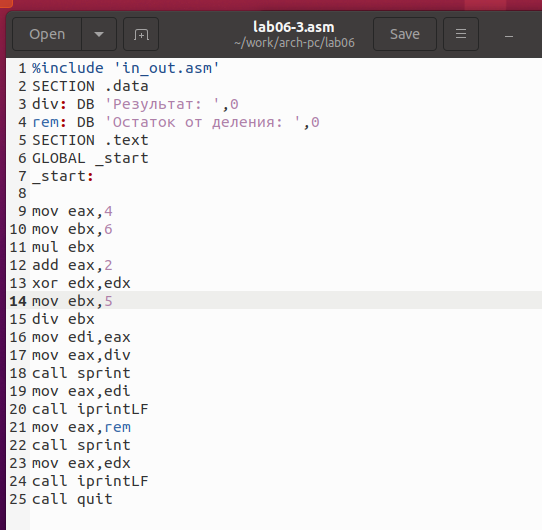 Open
lab06-3.asm
~/work/arch-pc/lab06
Save
1 %include 'in_out.asm'
2 SECTION .data
3 div: DB 'Результат: ',0
4 rem: DB 'Остаток от деления: ',0
5 SECTION .text
6 GLOBAL _start
7 _start:
8
9 mov eax,4
10 mov ebx,6
11 mul ebx
12 add eax,2
13 xor edx,edx
14 mov ebx,5
15 div ebx
16 mov edi,eax
17 mov eax,div
18 call sprint
19 mov eax,edi
20 call iprintLF
21 mov eax,rem
22 call sprint
23 mov eax,edx
24 call iprintLF
25 call quit